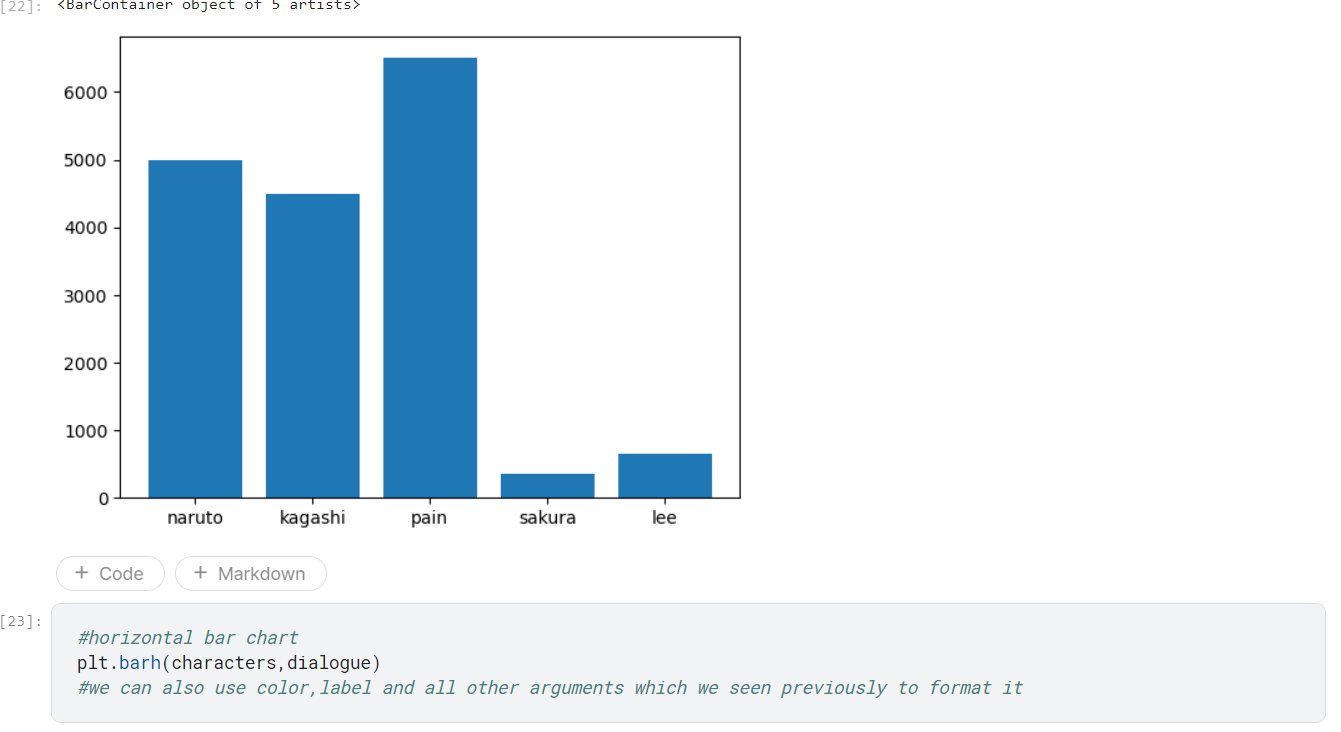 [22]: <BarContainer object of 5 artists>
6000
5000
4000
3000
2000
1000
0
naruto kagashi pain sakura lee
+ Code + Markdown
[23]:
#horizontal bar chart
plt.barh(characters,dialogue)
#we can also use color,label and all other arguments which we seen previously to format it